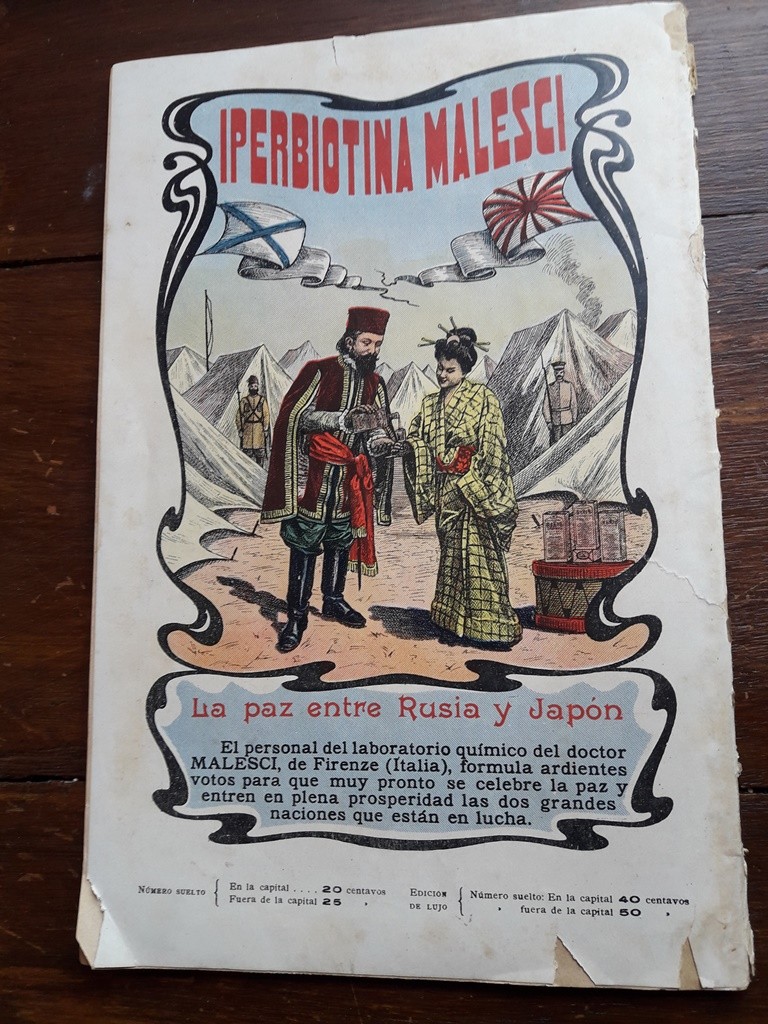 IPERBIOTINA MALESCI
La paz entre Rusia y Japón
El personal del laboratorio químico del doctor
MALESCI, de Firenze (Italia), formula ardientes
votos para que muy pronto se celebre la paz y
entren en plena prosperidad las dos grandes
naciones que están en lucha.
NÚMERO SUELTO { En la capital .... 20 centavos
Fuera de la capital 25 »
EDICIÓN DE LUJO { Número suelto: En la capital 40 centavos
» fuera de la capital 50 »